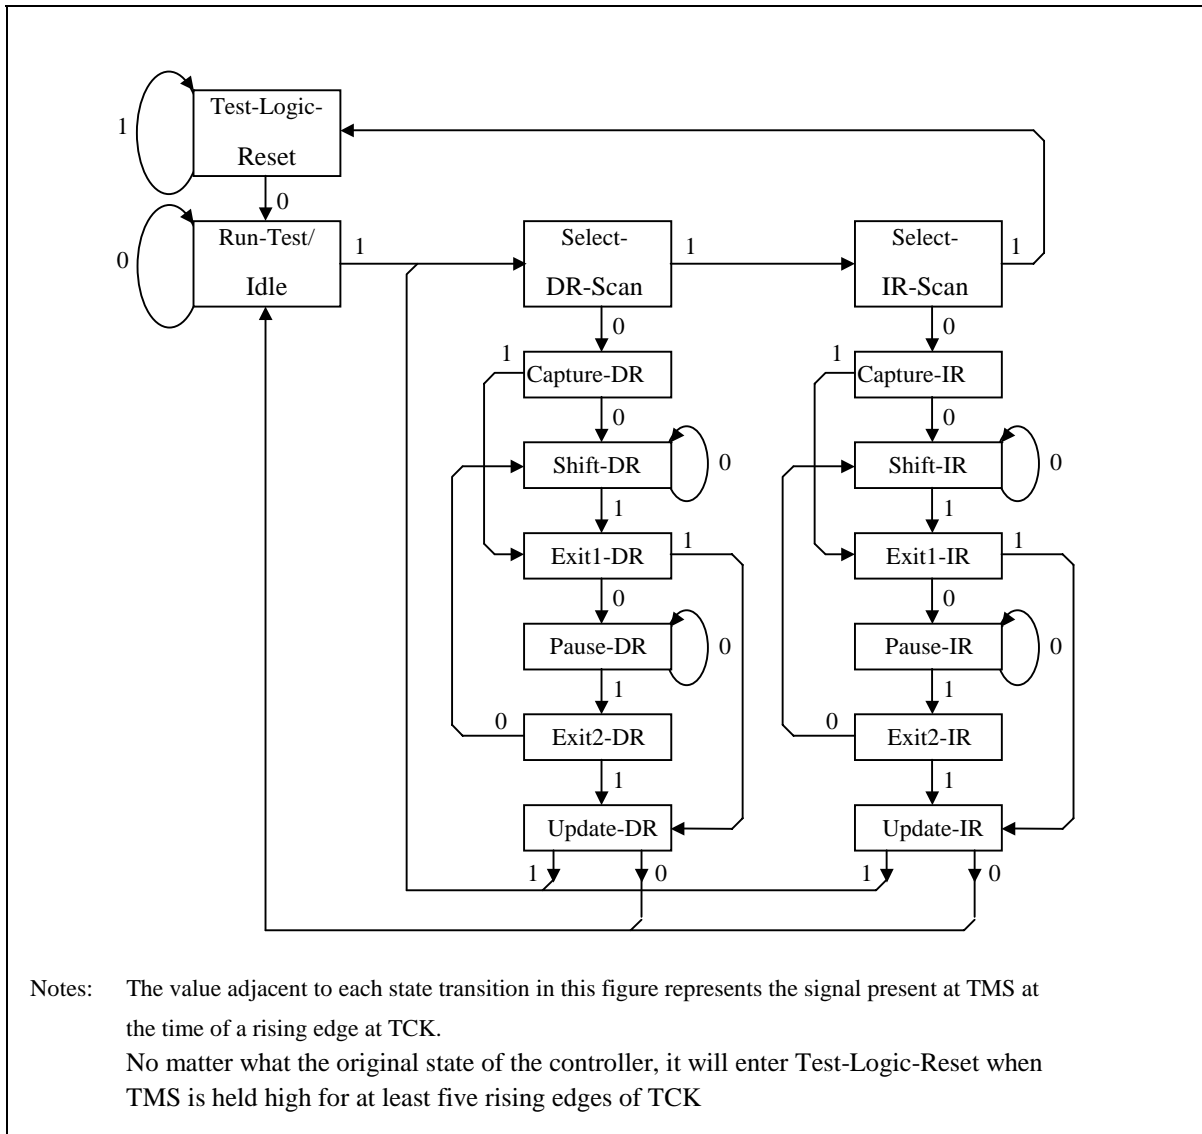 Test-Logic-
Reset
1
0
Run-Test/
Idle
0
1
Select-
DR-Scan
1
Select-
IR-Scan
1
0
0
1
Capture-DR
1
Capture-IR
0
0
Shift-DR
0
Shift-IR
0
1
1
Exit1-DR
1
Exit1-IR
1
0
0
Pause-DR
0
Pause-IR
0
1
1
0
Exit2-DR
0
Exit2-IR
1
1
Update-DR
Update-IR
1
0
1
0
Notes: The value adjacent to each state transition in this figure represents the signal present at TMS at
the time of a rising edge at TCK.
No matter what the original state of the controller, it will enter Test-Logic-Reset when
TMS is held high for at least five rising edges of TCK